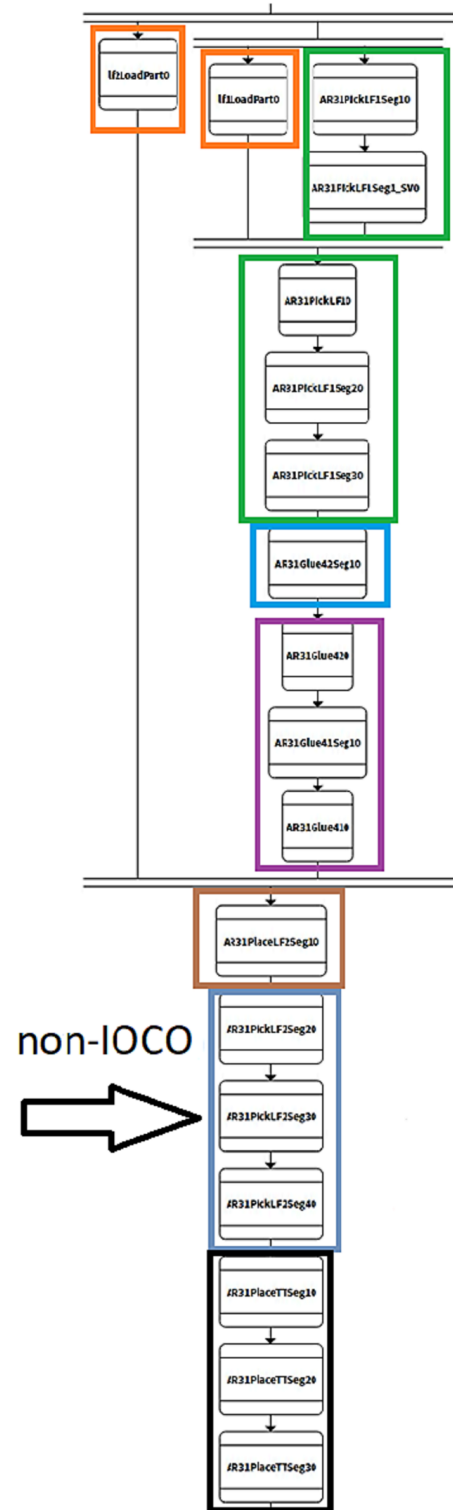 lf2LoadPart0
lf1LoadPart0
AR31PickLF1Seg10
AR31PickLF1Seg1_SV0
AR31PickLF10
AR31PickLF1Seg20
AR31PickLF1Seg30
AR31Glue42Seg10
AR31Glue420
AR31Glue41Seg10
AR31Glue410
AR31PlaceLF2Seg10
non-IOCO
AR31PickLF2Seg20
AR31PickLF2Seg30
AR31PickLF2Seg40
AR31PlaceTTSeg10
AR31PlaceTTSeg20
AR31PlaceTTSeg30